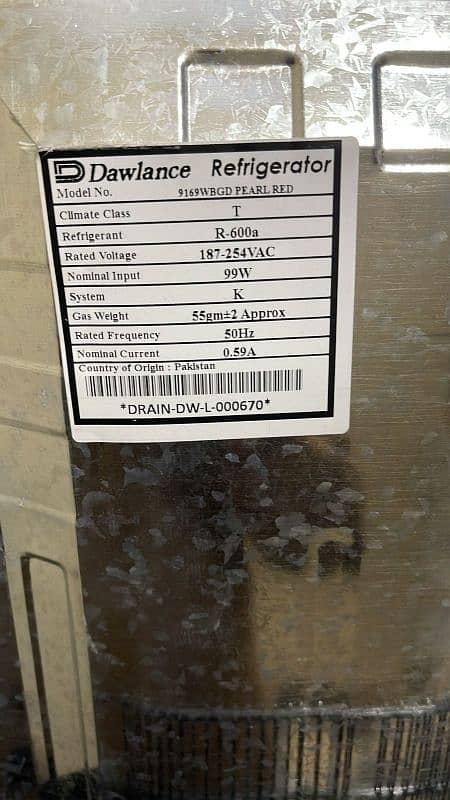 Dawlance Refrigerator
Model No. 9169WBGD PEARL RED
Climate Class T
Refrigerant R-600a
Rated Voltage 187-254VAC
Nominal Input 99W
System K
Gas Weight 55gm±2 Approx
Rated Frequency 50Hz
Nominal Current 0.59A
Country of Origin : Pakistan
*DRAIN-DW-L-000670*